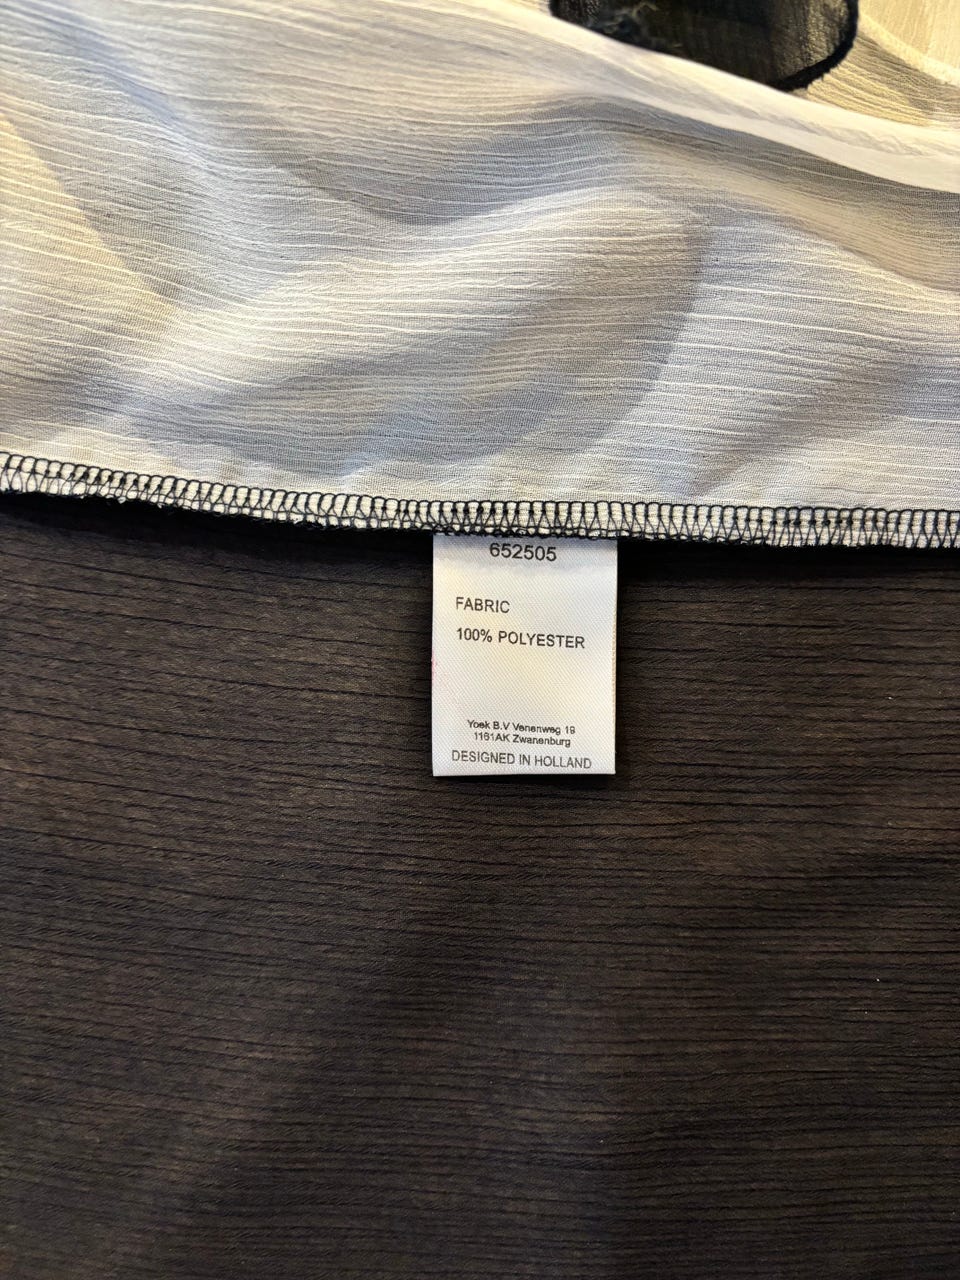 652505
FABRIC
100% POLYESTER
Yoek B.V Venenweg 19
1161AK Zwanenburg
DESIGNED IN HOLLAND